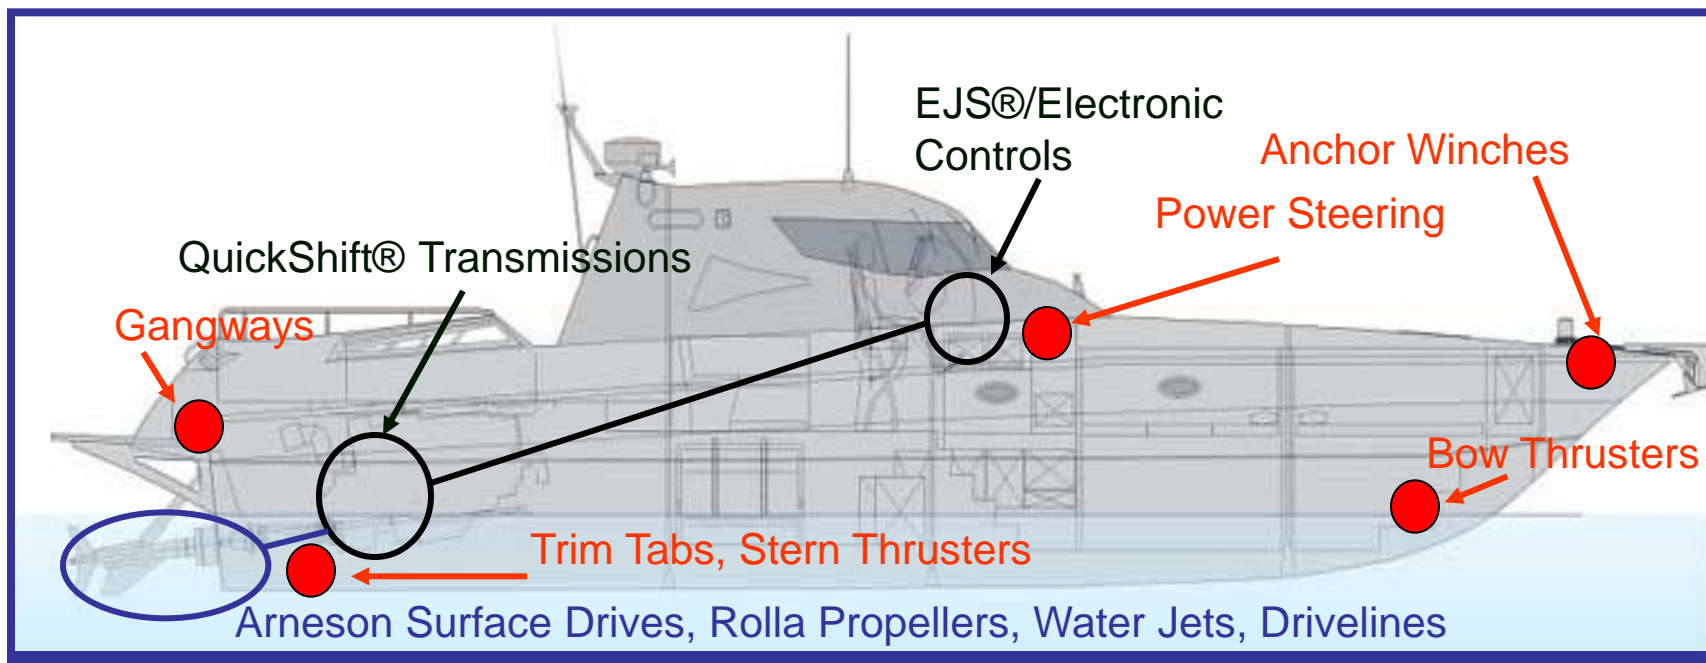 EJS®/Electronic
Controls
Anchor Winches
Power Steering
QuickShift® Transmissions
Gangways
Bow Thrusters
Trim Tabs, Stern Thrusters
Arneson Surface Drives, Rolla Propellers, Water Jets, Drivelines